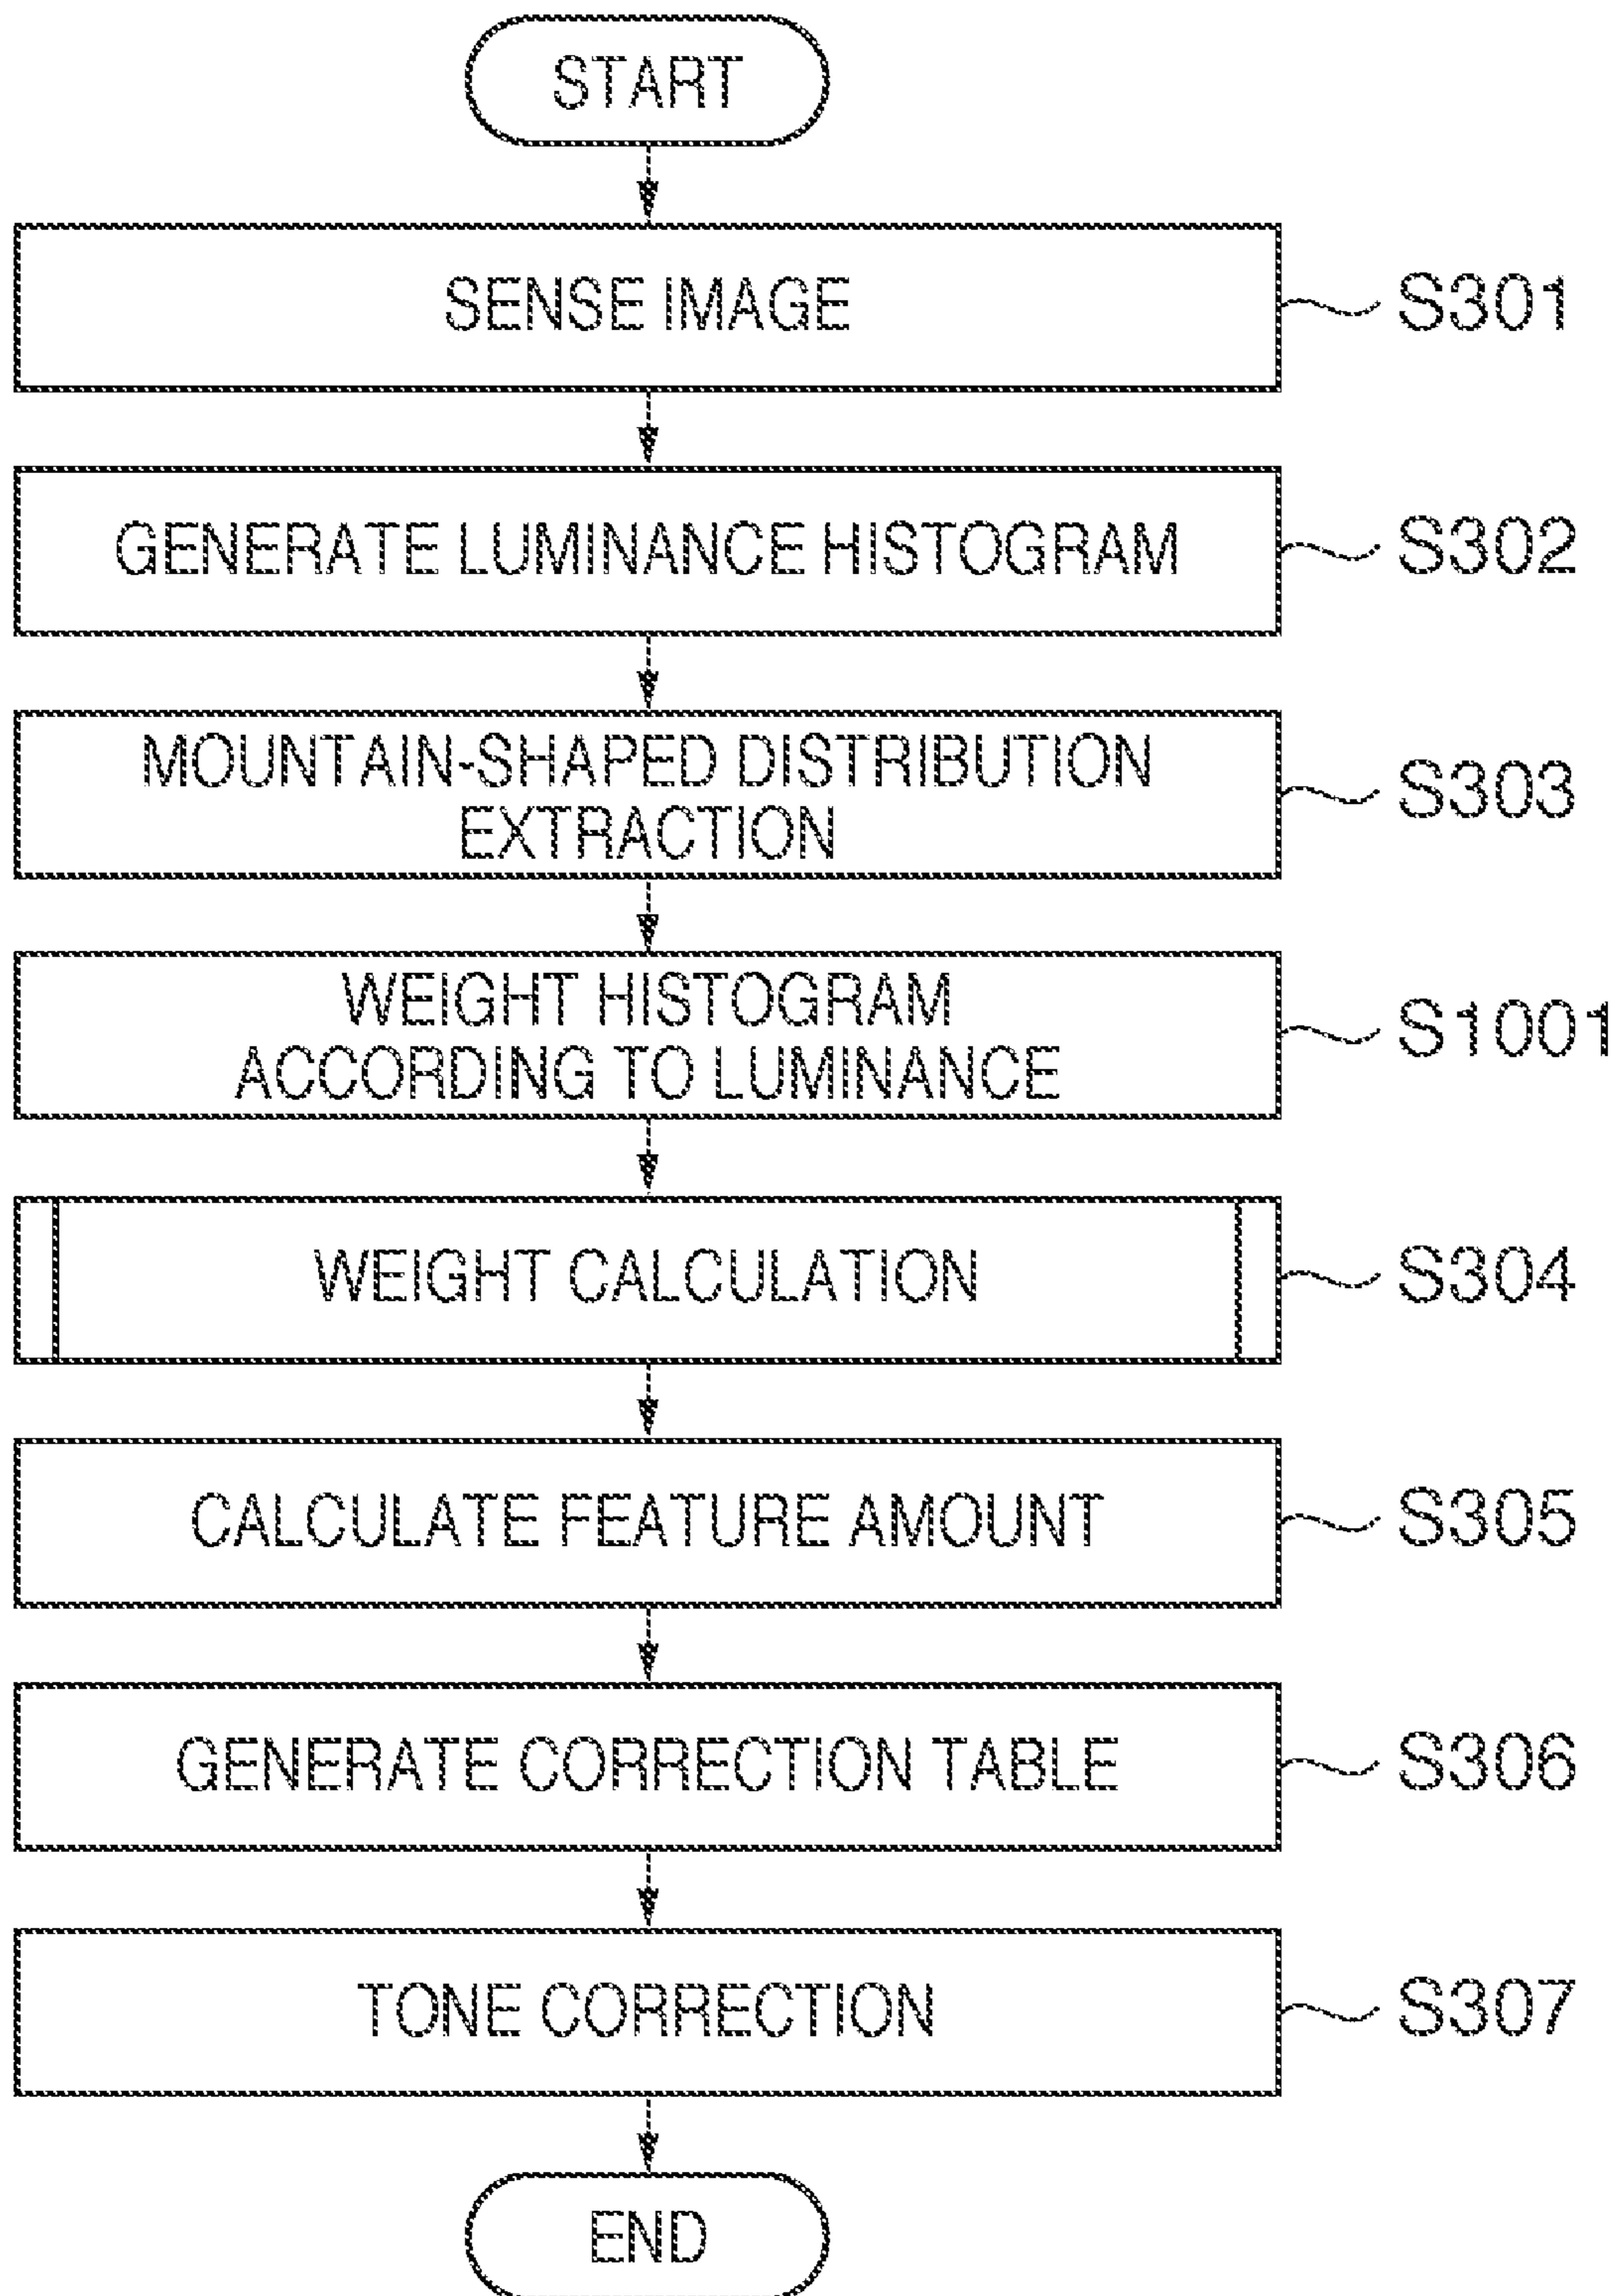 START
SENSE IMAGE
S301
GENERATE LUMINANCE HISTOGRAM
S302
MOUNTAIN-SHAPED DISTRIBUTION
EXTRACTION
S303
WEIGHT HISTOGRAM
ACCORDING TO LUMINANCE
S1001
WEIGHT CALCULATION
S304
CALCULATE FEATURE AMOUNT
S305
GENERATE CORRECTION TABLE
S306
TONE CORRECTION
S307
END